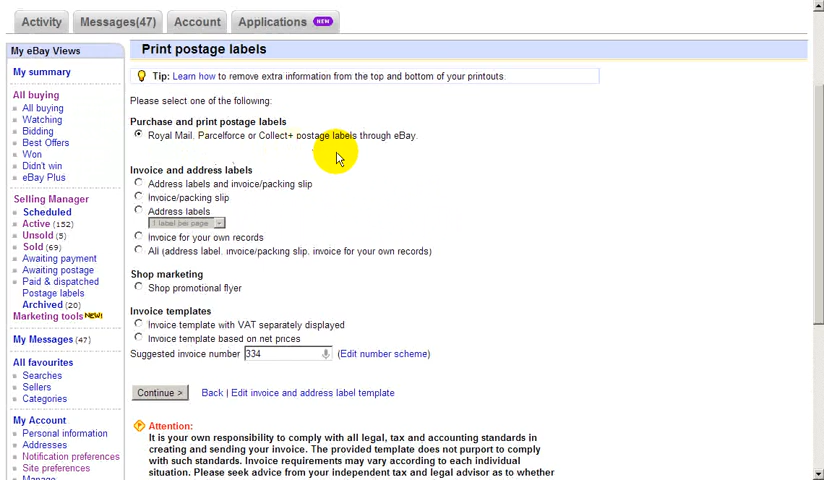 Activity
Messages(47)
Account
Applications NEW
My eBay Views
My summary
All buying
All buying
Watching
Bidding
Best Offers
Won
Didn't win
eBay Plus
Selling Manager
Scheduled
Active (152)
Unsold (5)
Sold (69)
Awaiting payment
Awaiting postage
Paid & dispatched
Postage labels
Archived (20)
Marketing tools NEW!
My Messages (47)
All favourites
Searches
Sellers
Categories
My Account
Personal information
Addresses
Notification preferences
Site preferences
Manage
Print postage labels
Tip: Learn how to remove extra information from the top and bottom of your printouts.
Please select one of the following:
Purchase and print postage labels
Royal Mail, Parcelforce or Collect+ postage labels through eBay.
Invoice and address labels
Address labels and invoice/packing slip
Invoice/packing slip
Address labels
1 label per page
Invoice for your own records
All (address label, invoice/packing slip, invoice for your own records)
Shop marketing
Shop promotional flyer
Invoice templates
Invoice template with VAT separately displayed
Invoice template based on net prices
Suggested invoice number 334 (Edit number scheme)
Continue > Back | Edit invoice and address label template
Attention:
It is your own responsibility to comply with all legal, tax and accounting standards in
creating and sending your invoice. The provided template does not purport to comply
with such standards. Invoice requirements may vary according to each individual
situation. Please seek advice from your independent tax and legal advisor as to whether